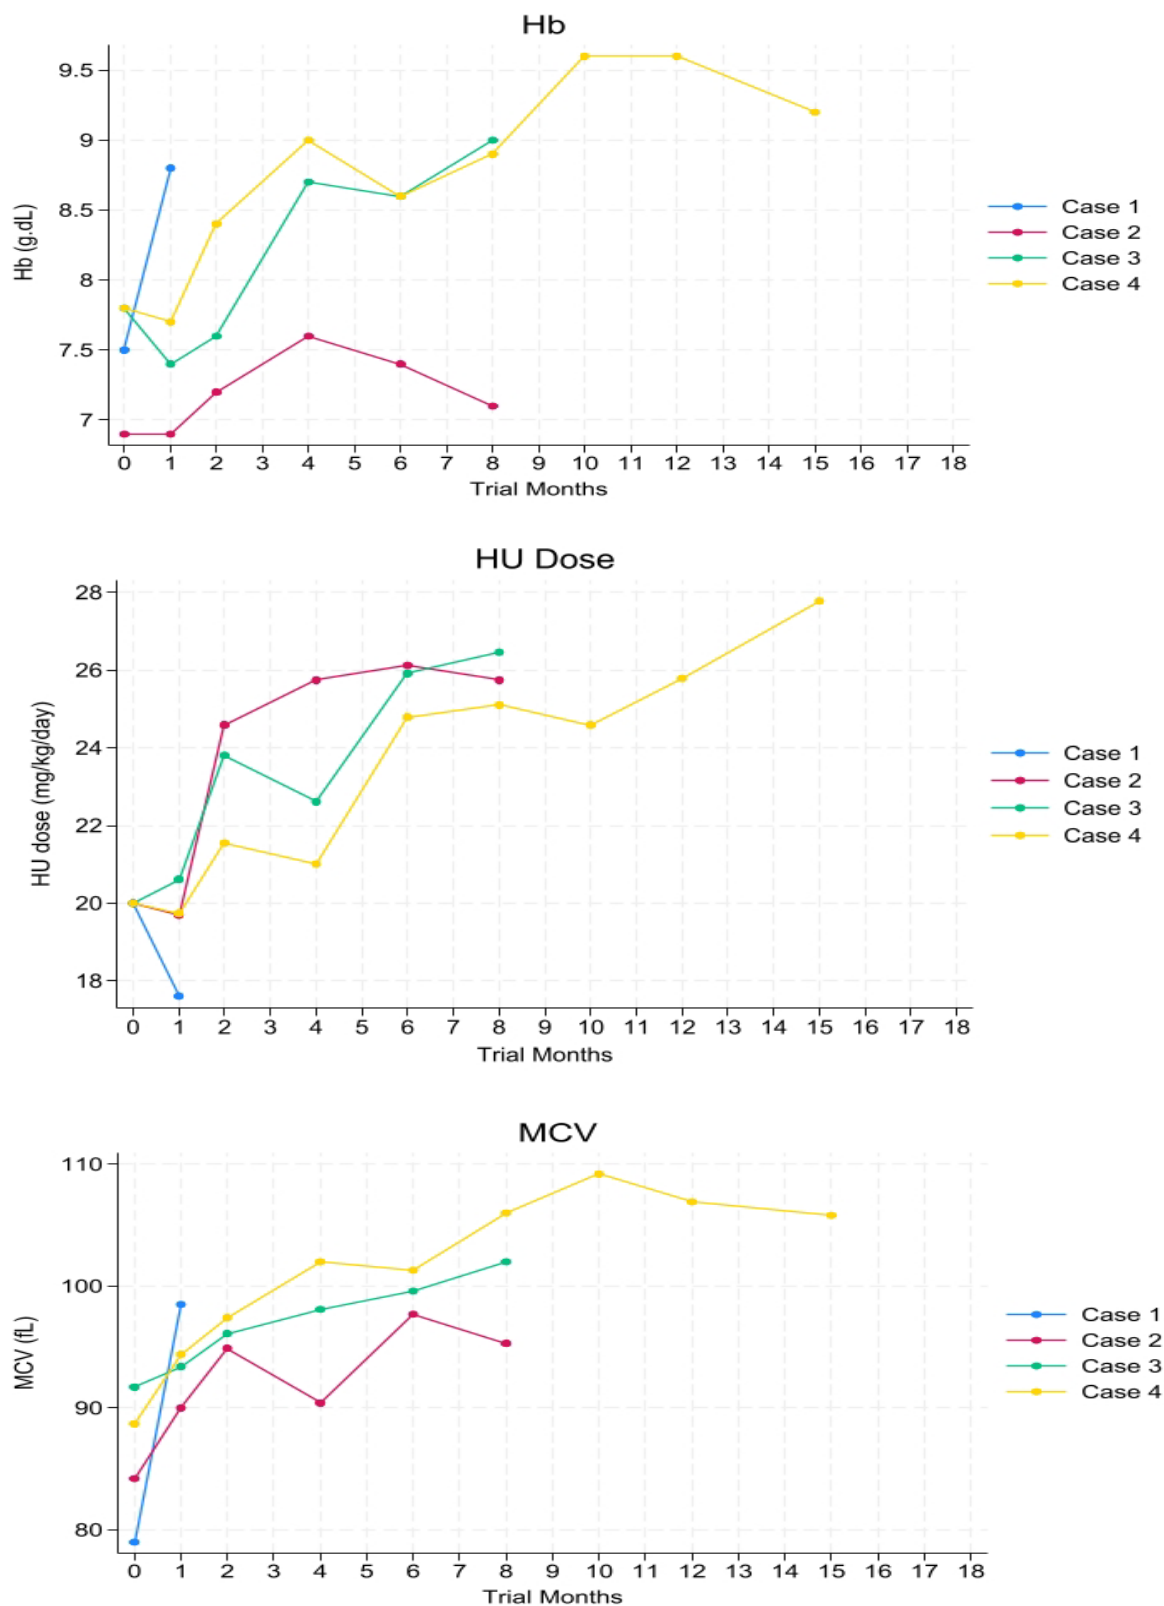 Hb
9.5
9
8.5
8
7.5
7
Hb (g.dL)
0 1 2 3 4 5 6 7 8 9 10 11 12 13 14 15 16 17 18
Trial Months
Case 1
Case 2
Case 3
Case 4
HU Dose
28
26
24
22
20
18
HU dose (mg/kg/day)
0 1 2 3 4 5 6 7 8 9 10 11 12 13 14 15 16 17 18
Trial Months
Case 1
Case 2
Case 3
Case 4
MCV
110
100
90
80
MCV (fL)
0 1 2 3 4 5 6 7 8 9 10 11 12 13 14 15 16 17 18
Trial Months
Case 1
Case 2
Case 3
Case 4